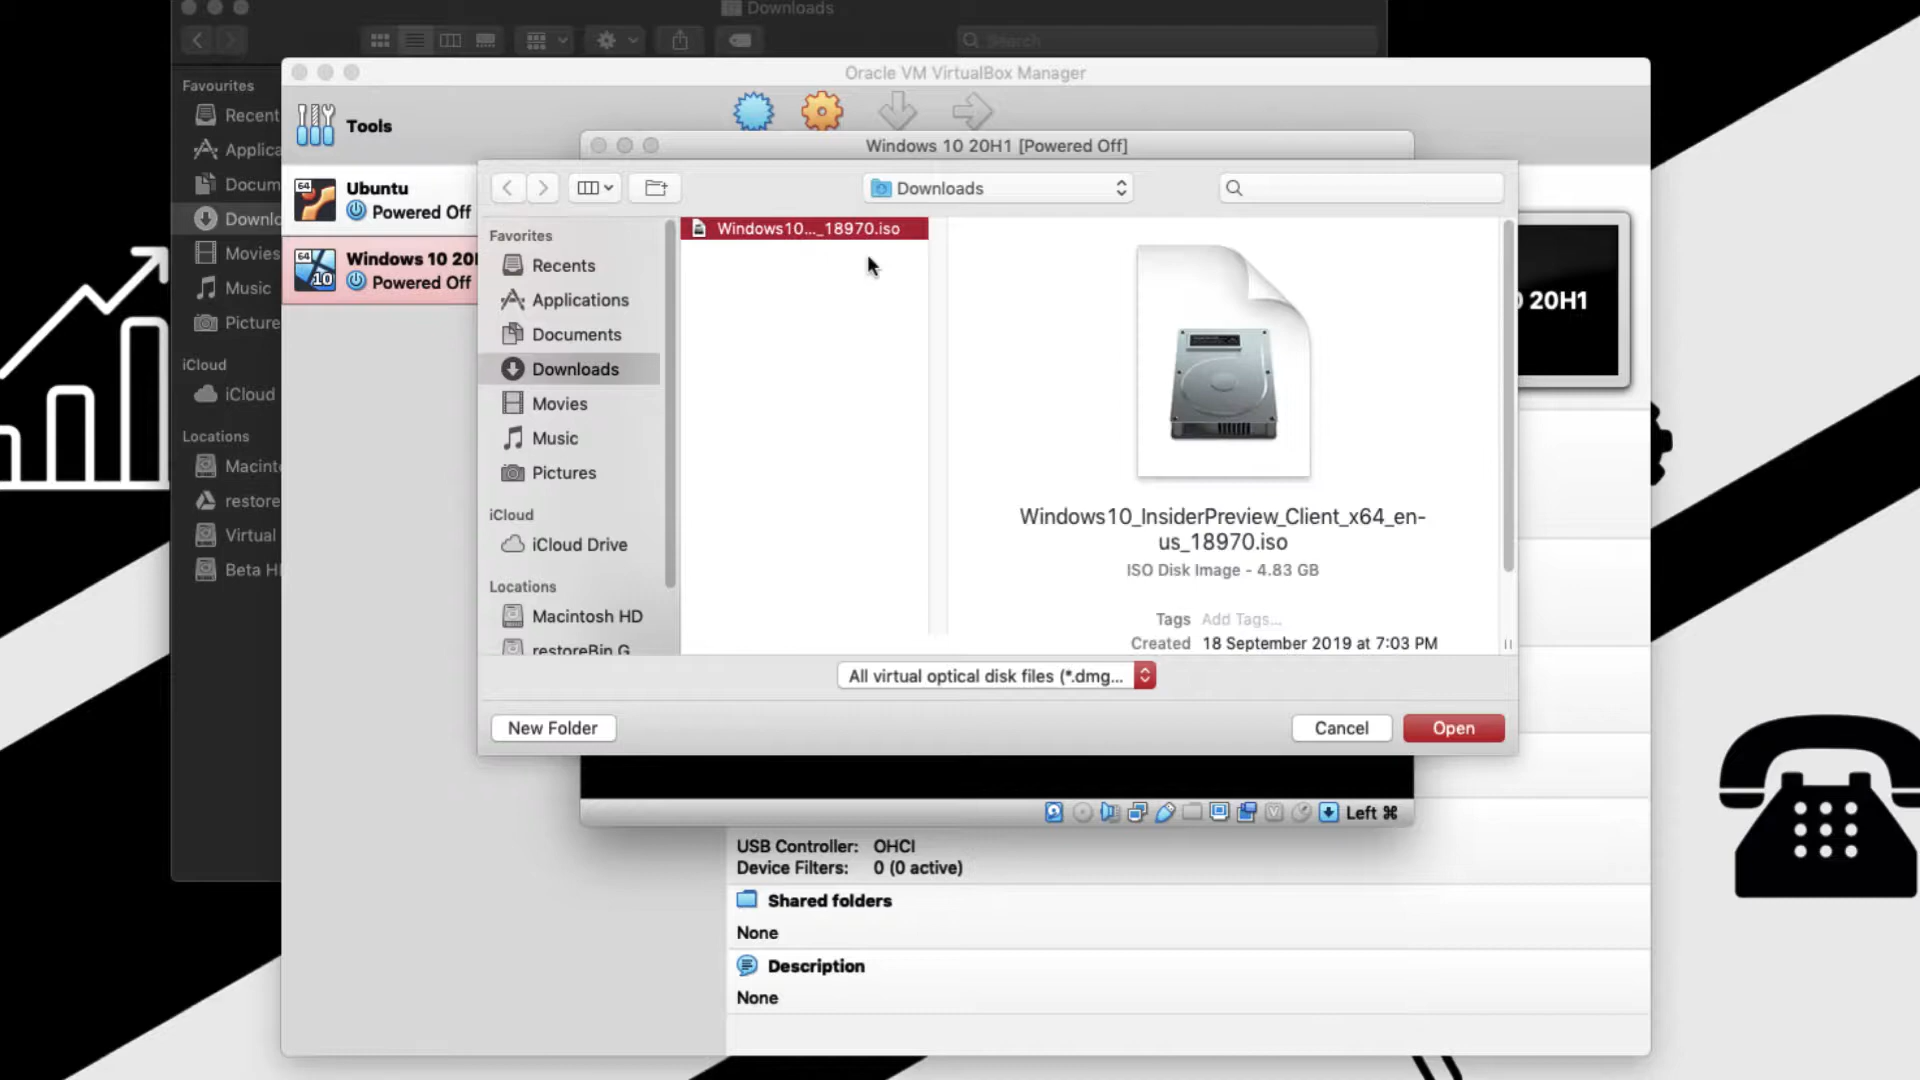 Downloads
Search
Favourites
Recent
Applica
Docum
Downlo
Movies
Music
Picture
iCloud
iCloud
Locations
Macint
restore
Virtual
Beta H
Oracle VM VirtualBox Manager
Tools
64
Ubuntu
Powered Off
64
10
Windows 10 20
Powered Off
Windows 10 20H1 [Powered Off]
Downloads
Favorites
Recents
Applications
Documents
Downloads
Movies
Music
Pictures
iCloud
iCloud Drive
Locations
Macintosh HD
restoreBin G
Windows10..._18970.iso
Windows10_InsiderPreview_Client_x64_en-
us_18970.iso
ISO Disk Image - 4.83 GB
Tags Add Tags...
Created 18 September 2019 at 7:03 PM
All virtual optical disk files (*.dmg...
New Folder
Cancel
Open
20H1
Left ⌘
USB Controller: OHCI
Device Filters: 0 (0 active)
Shared folders
None
Description
None